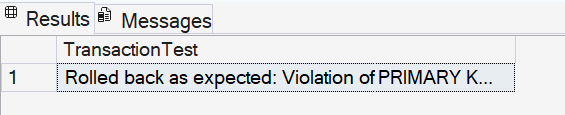 Results Messages
TransactionTest
1 Rolled back as expected: Violation of PRIMARY K...